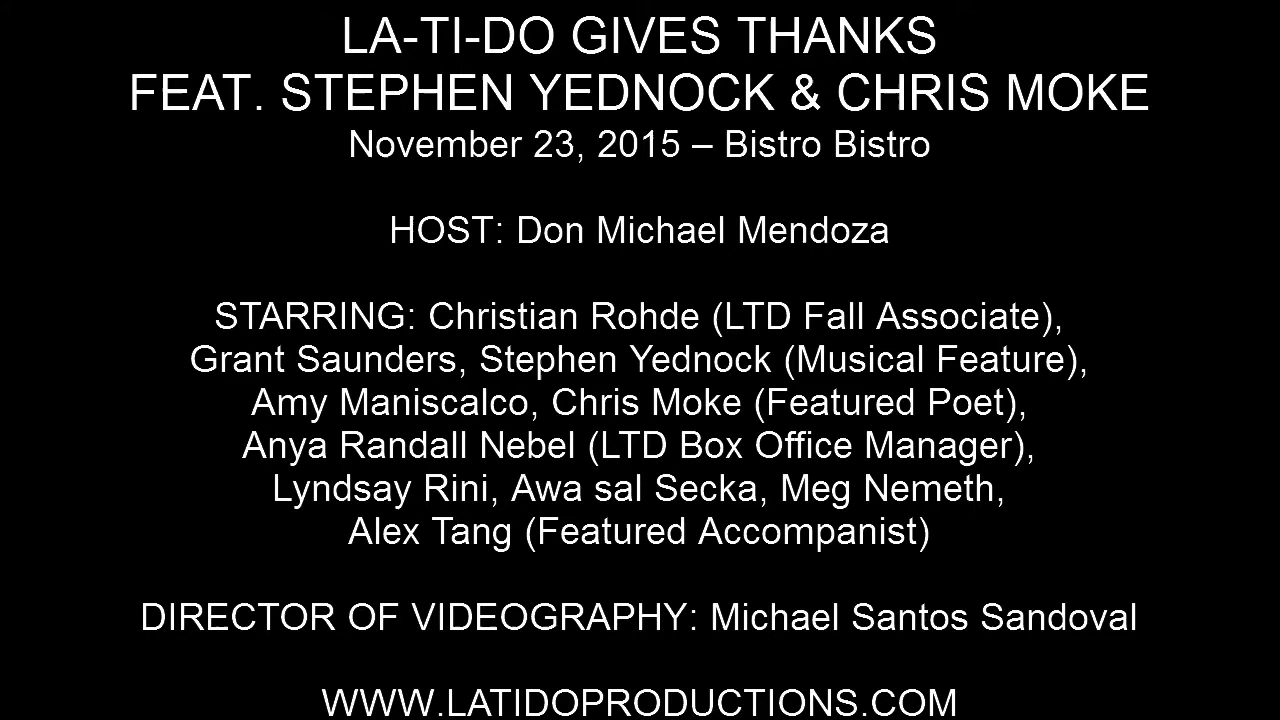 LA-TI-DO GIVES THANKS
FEAT. STEPHEN YEDNOCK & CHRIS MOKE
November 23, 2015 – Bistro Bistro
HOST: Don Michael Mendoza
STARRING: Christian Rohde (LTD Fall Associate),
Grant Saunders, Stephen Yednock (Musical Feature),
Amy Maniscalco, Chris Moke (Featured Poet),
Anya Randall Nebel (LTD Box Office Manager),
Lyndsay Rini, Awa sal Secka, Meg Nemeth,
Alex Tang (Featured Accompanist)
DIRECTOR OF VIDEOGRAPHY: Michael Santos Sandoval
WWW.LATIDOPRODUCTIONS.COM